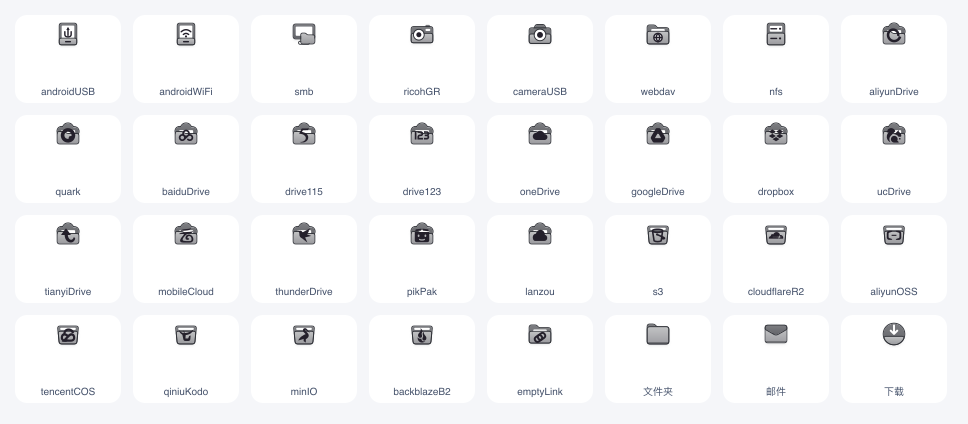 androidUSB
androidWiFi
smb
ricohGR
cameraUSB
webdav
nfs
aliyunDrive
quark
baiduDrive
drive115
123
drive123
oneDrive
googleDrive
dropbox
ucDrive
tianyiDrive
mobileCloud
thunderDrive
pikPak
lanzou
s3
cloudflareR2
aliyunOSS
tencentCOS
qiniuKodo
minIO
backblazeB2
emptyLink
文件夹
邮件
下载